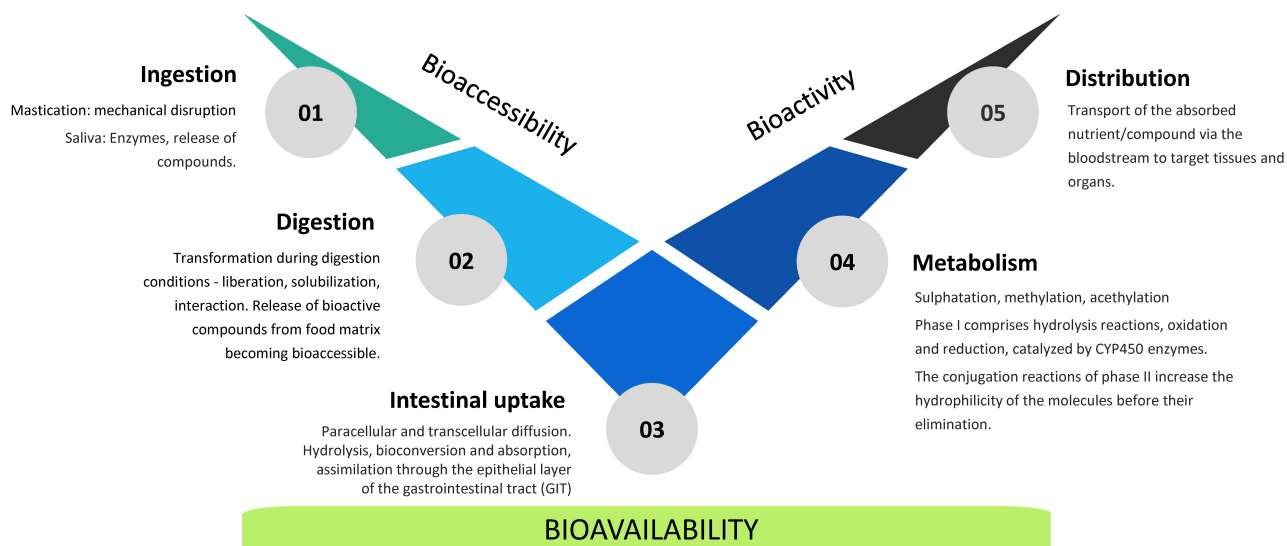 Ingestion
Mastication: mechanical disruption
Saliva: Enzymes, release of
compounds.
01
Bioaccessibility
Digestion
Transformation during digestion
conditions - liberation, solubilization,
interaction. Release of bioactive
compounds from food matrix
becoming bioaccessible.
02
Intestinal uptake
Paracellular and transcellular diffusion.
Hydrolysis, bioconversion and absorption,
assimilation through the epithelial layer
of the gastrointestinal tract (GIT)
03
Bioactivity
04
Metabolism
Sulphatation, methylation, acethylation
Phase I comprises hydrolysis reactions, oxidation
and reduction, catalyzed by CYP450 enzymes.
The conjugation reactions of phase II increase the
hydrophilicity of the molecules before their
elimination.
05
Distribution
Transport of the absorbed
nutrient/compound via the
bloodstream to target tissues and
organs.
BIOAVAILABILITY